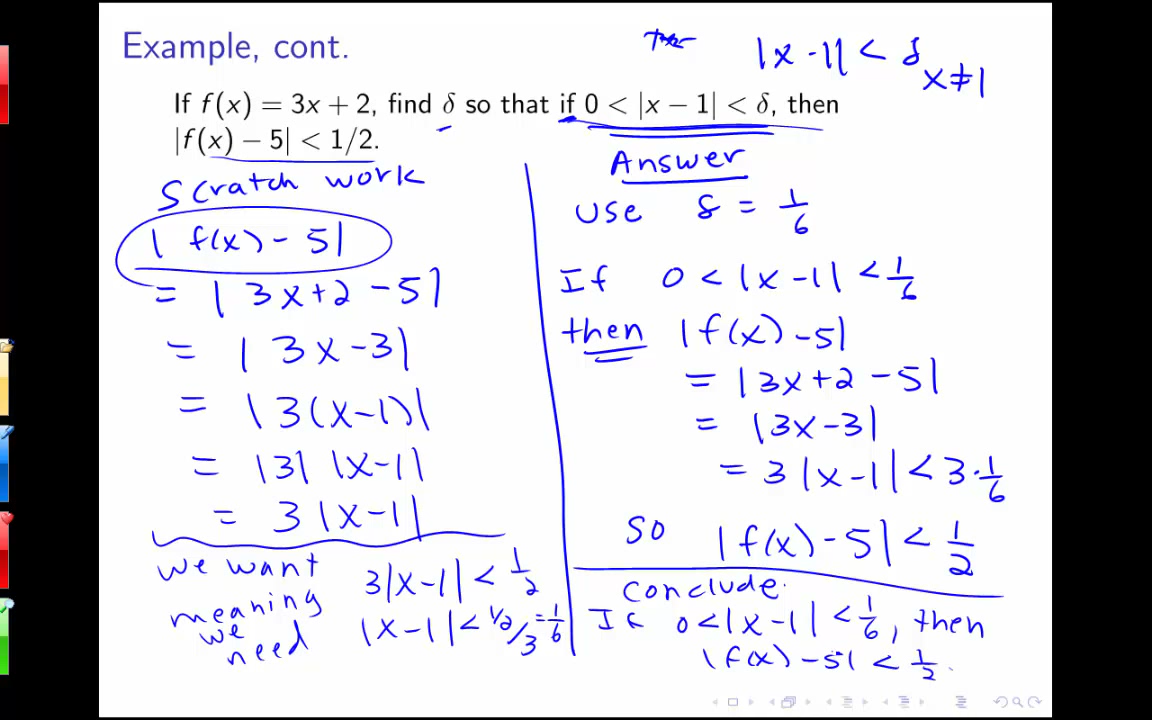 Example, cont.
|x - 1| < δ
x ≠ 1
If f(x) = 3x + 2, find δ so that if 0 < |x − 1| < δ, then
|f(x) − 5| < 1/2.
Scratch work
| f(x) - 5|
= | 3x+2 - 5|
= | 3x - 3|
= | 3(x-1)|
= |3| |x-1|
= 3 |x-1|
we want 3|x-1| < 1/2
meaning we need |x-1| < 1/2/3 = 1/6
Answer
Use δ = 1/6
If 0 < |x - 1| < 1/6
then |f(x) - 5|
= |3x+2 - 5|
= |3x - 3|
= 3 |x-1| < 3 · 1/6
So |f(x) - 5| < 1/2
Conclude:
If 0 < |x - 1| < 1/6, then
|f(x) - 5| < 1/2.